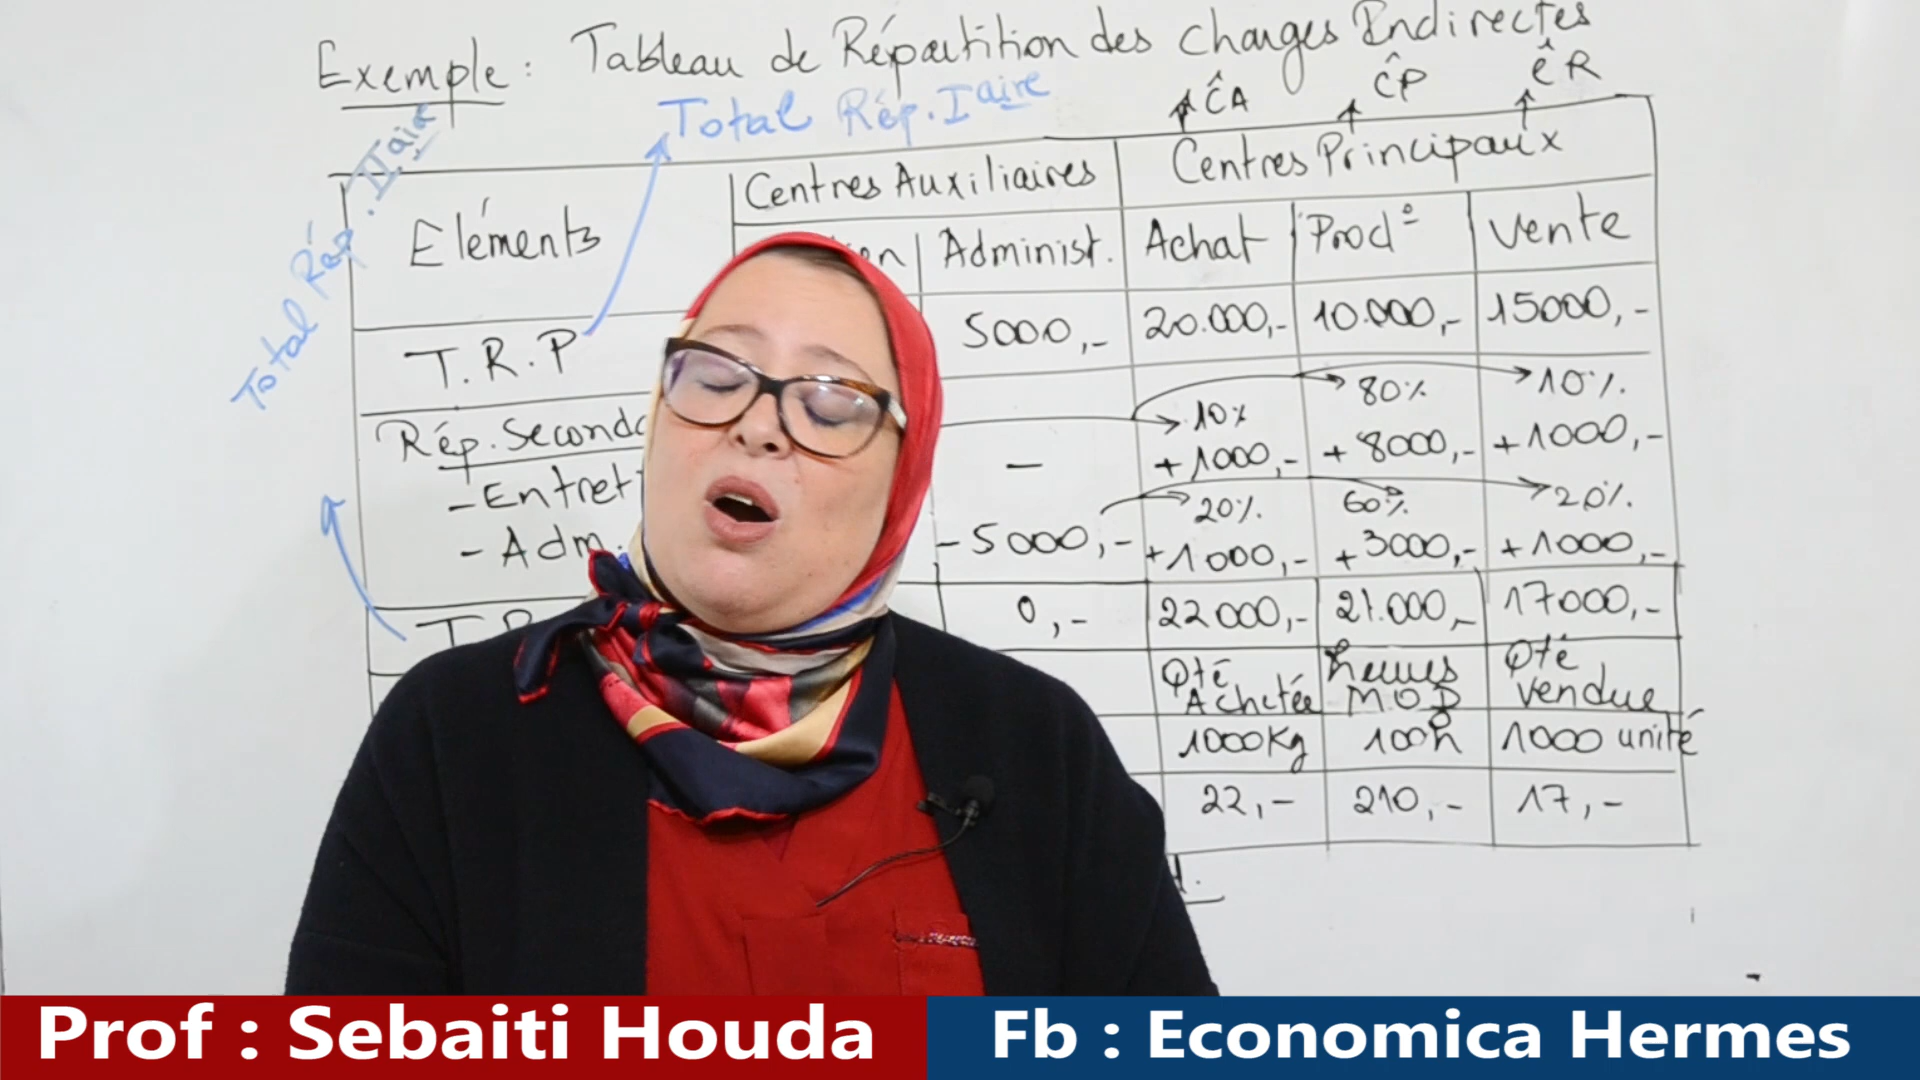 Exemple : Tableau de Répartition des charges Indirectes
Total Rép. Iaire
ĈA ĈP ĈR
Total Rép. IIaire
Eléments Centres Auxiliaires Centres Principaux
en Administ. Achat Prod° Vente
T.R.P 5000,- 20.000,- 10.000,- 15000,-
Rép. Seconda
10% 80% 10%
- Entret - +1000,- +8000,- +1000,-
20% 60% 20%
- Adm. -5000,- +1000,- +3000,- +1000,-
0,- 22000,- 21.000,- 17000,-
Qté Achetée heures MOD Qté Vendue
1000Kg 100h 1000 unité
22,- 210,- 17,-
Prof : Sebaiti Houda
Fb : Economica Hermes